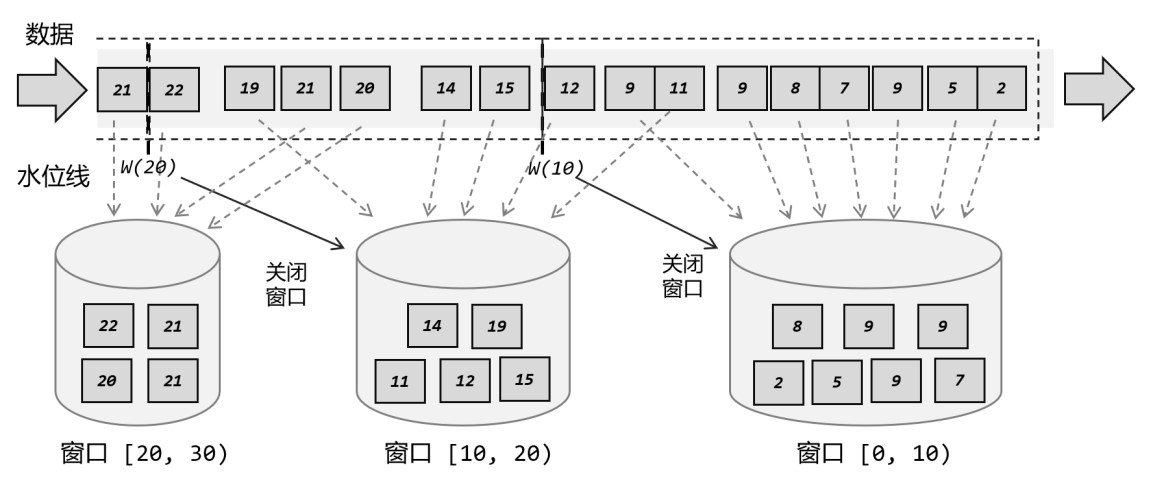 数据
21 22 19 21 20 14 15 12 9 11 9 8 7 9 5 2
水位线
W(20)
W(10)
关闭
窗口
关闭
窗口
22 21
20 21
14 19
11 12 15
8 9 9
2 5 9 7
窗口 [20, 30)
窗口 [10, 20)
窗口 [0, 10)